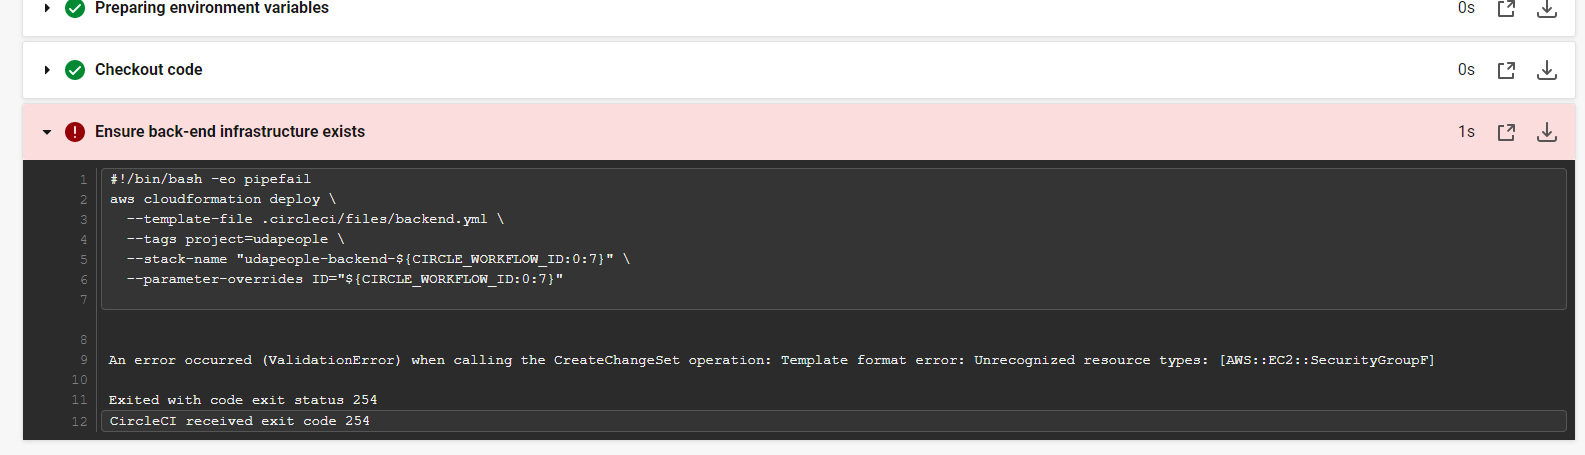 Preparing environment variables 0s
Checkout code 0s
Ensure back-end infrastructure exists 1s
1 #!/bin/bash -eo pipefail
2 aws cloudformation deploy \
3 --template-file .circleci/files/backend.yml \
4 --tags project=udapeople \
5 --stack-name "udapeople-backend-${CIRCLE_WORKFLOW_ID:0:7}" \
6 --parameter-overrides ID="${CIRCLE_WORKFLOW_ID:0:7}"
7
8
9 An error occurred (ValidationError) when calling the CreateChangeSet operation: Template format error: Unrecognized resource types: [AWS::EC2::SecurityGroupF]
10
11 Exited with code exit status 254
12 CircleCI received exit code 254